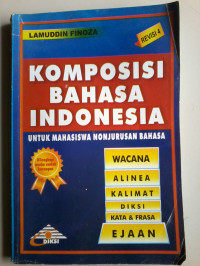 LAMUDDIN FINOZA
REVISI 4
KOMPOSISI
BAHASA
INDONESIA
UNTUK MAHASISWA NONJURUSAN BAHASA
WACANA
ALINEA
KALIMAT
DIKSI
KATA & FRASA
EJAAN
DIKSI